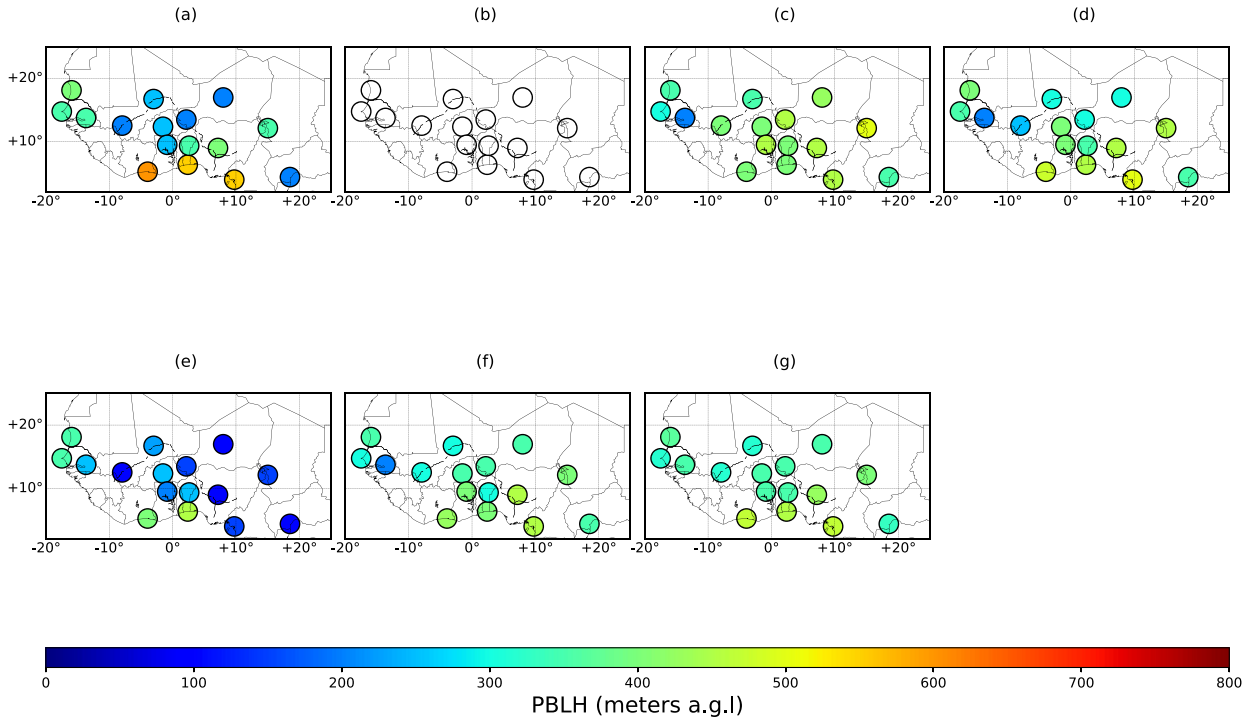 (a) (b) (c) (d)
+20°
+10°
-20° -10° 0° +10° +20° -20° -10° 0° +10° +20° -20° -10° 0° +10° +20° -20° -10° 0° +10° +20°
(e) (f) (g)
+20°
+10°
-20° -10° 0° +10° +20° -20° -10° 0° +10° +20° -20° -10° 0° +10° +20°
0 100 200 300 400 500 600 700 800
PBLH (meters a.g.l)